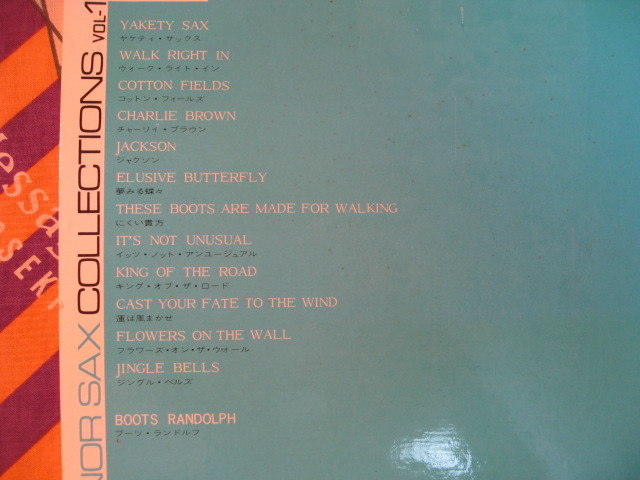 NOR SAX COLLECTIONS VOL-1
YAKETY SAX
ヤケティ・サックス
WALK RIGHT IN
ウォーク・ライト・イン
COTTON FIELDS
コットン・フィールズ
CHARLIE BROWN
チャーリィ・ブラウン
JACKSON
ジャクソン
ELUSIVE BUTTERFLY
夢みる蝶々
THESE BOOTS ARE MADE FOR WALKING
にくい貴方
IT'S NOT UNUSUAL
イッツ・ノット・アンユージュアル
KING OF THE ROAD
キング・オブ・ザ・ロード
CAST YOUR FATE TO THE WIND
運は風まかせ
FLOWERS ON THE WALL
フラワーズ・オン・ザ・ウォール
JINGLE BELLS
ジングル・ベルズ
BOOTS RANDOLPH
ブーツ・ランドルフ
essa
OSEKI